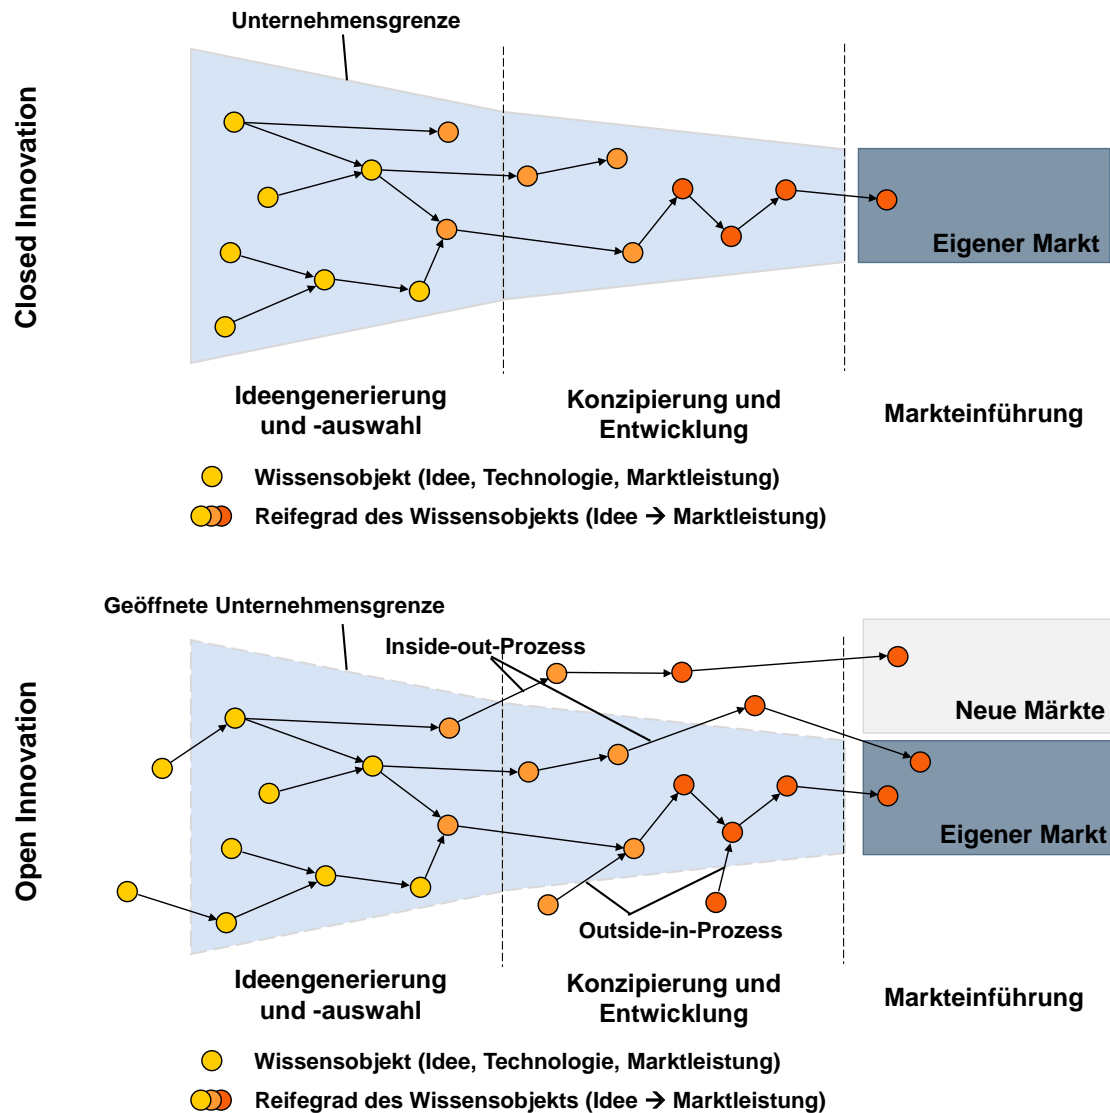 Unternehmensgrenze
Closed Innovation
Eigener Markt
Ideengenerierung
und -auswahl
Konzipierung und
Entwicklung
Markteinführung
Wissensobjekt (Idee, Technologie, Marktleistung)
Reifegrad des Wissensobjekts (Idee → Marktleistung)
Geöffnete Unternehmensgrenze
Inside-out-Prozess
Open Innovation
Neue Märkte
Eigener Markt
Outside-in-Prozess
Ideengenerierung
und -auswahl
Konzipierung und
Entwicklung
Markteinführung
Wissensobjekt (Idee, Technologie, Marktleistung)
Reifegrad des Wissensobjekts (Idee → Marktleistung)